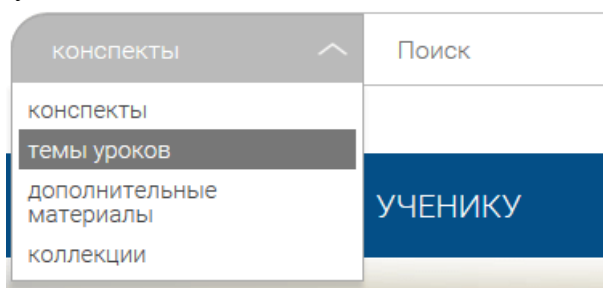 конспекты
Поиск
конспекты
темы уроков
дополнительные
материалы
коллекции
УЧЕНИКУ